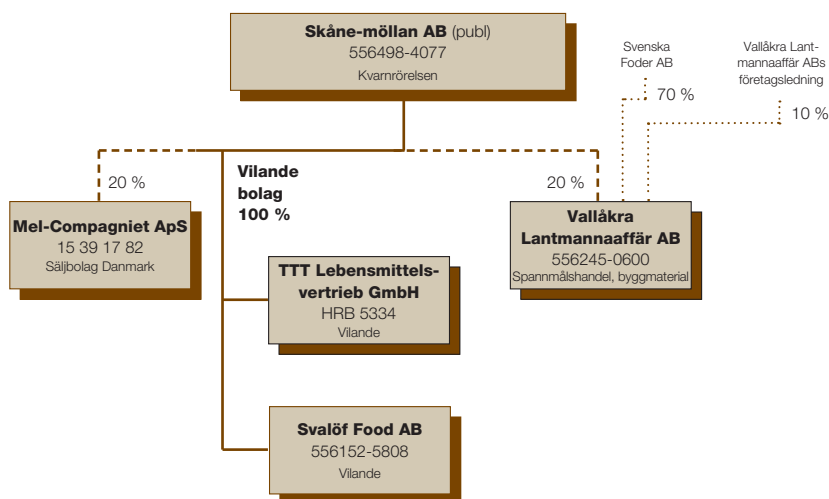 Skåne-möllan AB (publ)
556498-4077
Kvarnrörelsen
Svenska
Foder AB
70 %
Vallåkra Lant-
mannaaffär ABs
företagsledning
10 %
20 %
Mel-Compagniet ApS
15 39 17 82
Säljbolag Danmark
Vilande
bolag
100 %
20 %
Vallåkra
Lantmannaaffär AB
556245-0600
Spannmålshandel, byggmaterial
TTT Lebensmittels-
vertrieb GmbH
HRB 5334
Vilande
Svalöf Food AB
556152-5808
Vilande